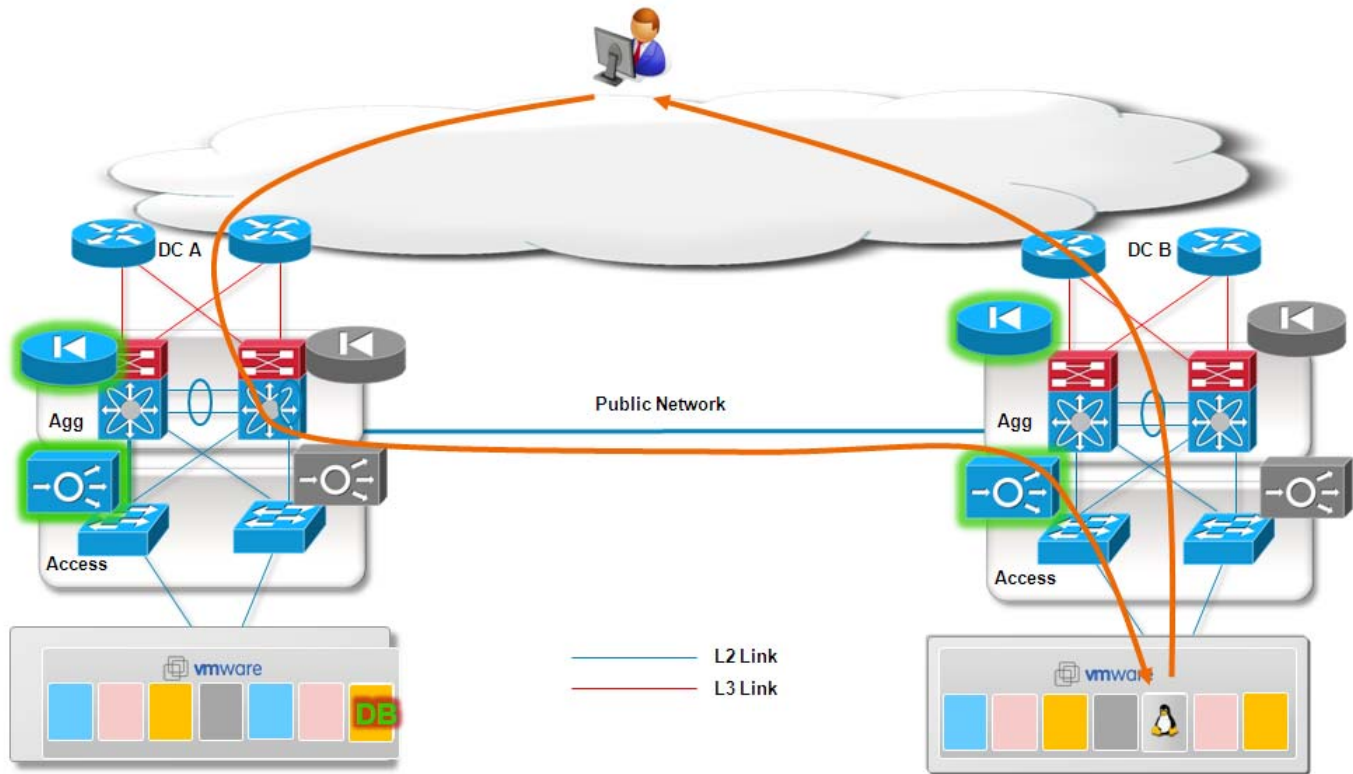 DC A
DC B
Public Network
Agg
Agg
Access
Access
vmware
DB
L2 Link
L3 Link
vmware